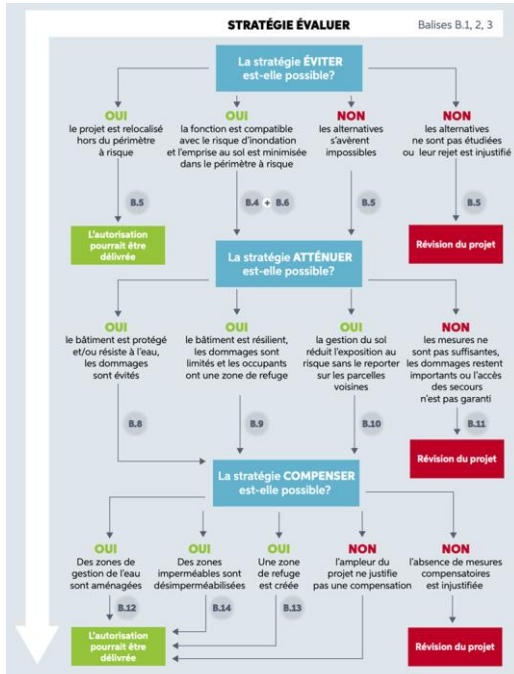 STRATÉGIE ÉVALUER
Balises B.1, 2, 3
La stratégie ÉVITER
est-elle possible?
OUI
le projet est relocalisé
hors du périmètre
à risque
OUI
la fonction est compatible
avec le risque d'inondation
et l'emprise au sol est minimisée
dans le périmètre à risque
NON
les alternatives
s'avèrent
impossibles
NON
les alternatives
ne sont pas étudiées
ou leur rejet est injustifié
B.5
B.4 + B.6
B.5
B.5
L'autorisation
pourrait être
délivrée
Révision du projet
La stratégie ATTÉNUER
est-elle possible?
OUI
le bâtiment est protégé
et/ou résiste à l'eau,
les dommages
sont évités
OUI
le bâtiment est résilient,
les dommages sont
limités et les occupants
ont une zone de refuge
OUI
la gestion du sol
réduit l'exposition au
risque sans le reporter
sur les parcelles
voisines
NON
les mesures ne
sont pas suffisantes,
les dommages restent
importants ou l'accès
des secours
n'est pas garanti
B.8
B.9
B.10
B.11
Révision du projet
La stratégie COMPENSER
est-elle possible?
OUI
Des zones de
gestion de l'eau
sont aménagées
OUI
Des zones
imperméables sont
désimperméabilisées
OUI
Une zone
de refuge
est créée
NON
l'ampleur du
projet ne justifie
pas une compensation
NON
l'absence de mesures
compensatoires
est injustifiée
B.12
B.14
B.13
L'autorisation
pourrait être
délivrée
Révision du projet